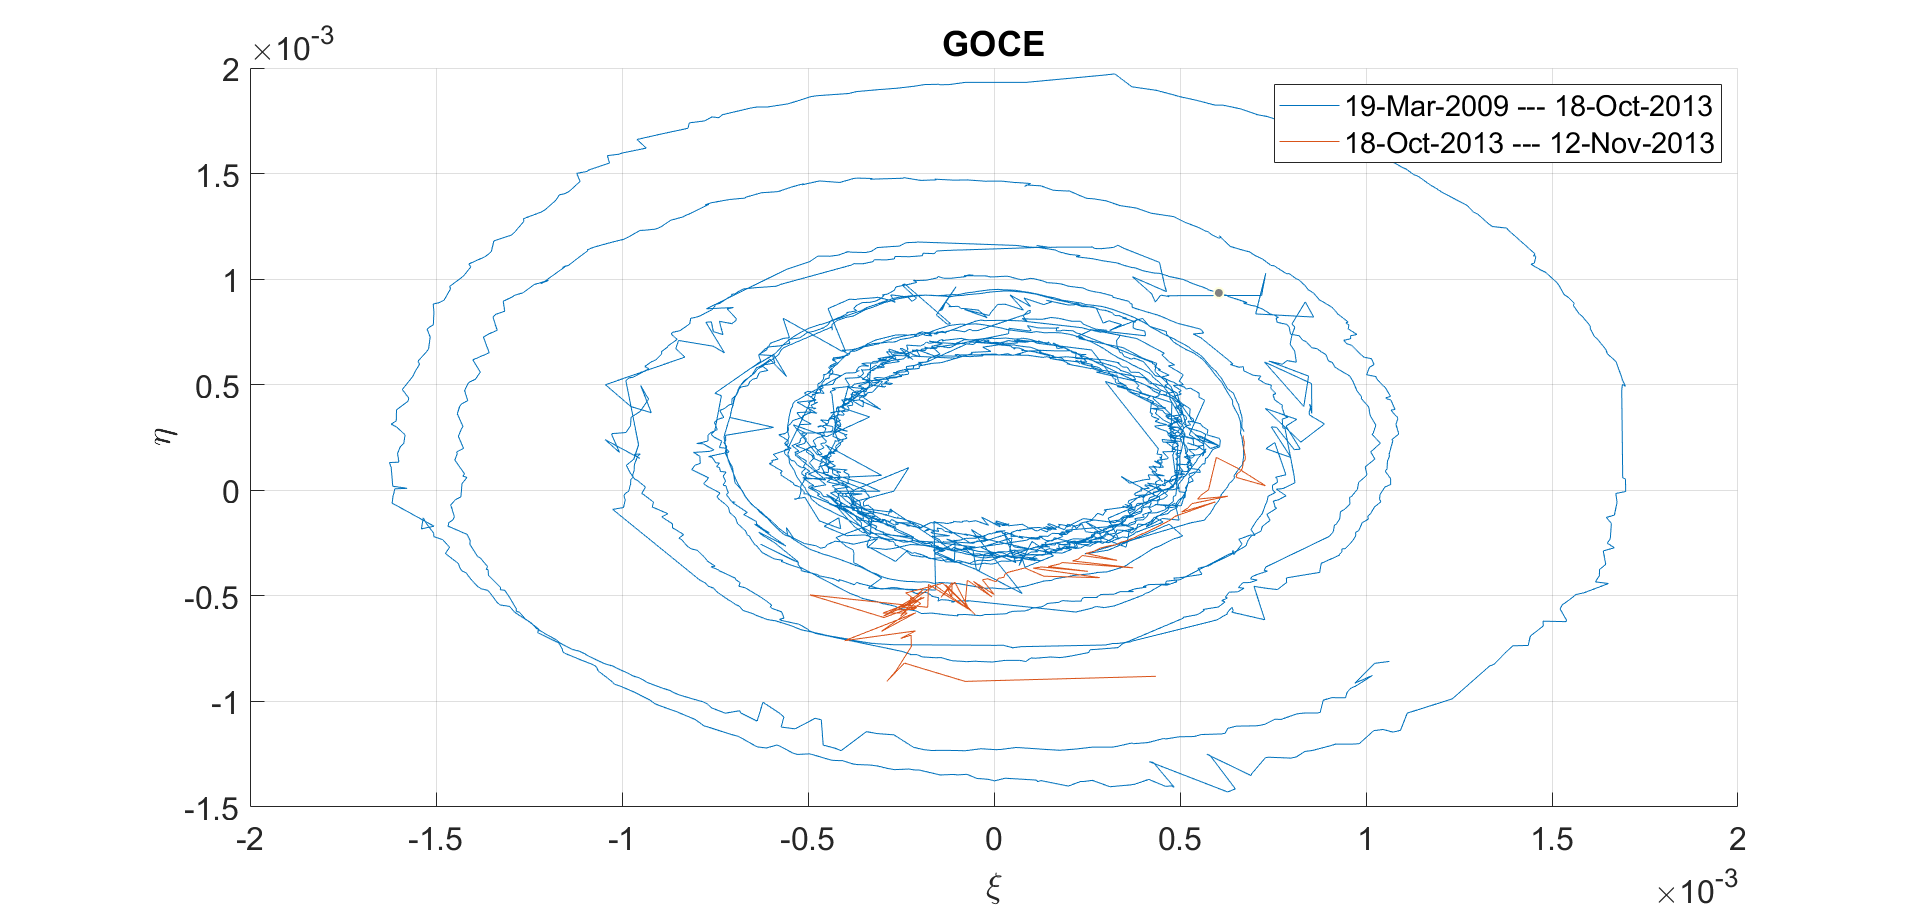 GOCE
×10-3
2
1.5
1
0.5
0
-0.5
-1
-1.5
η
19-Mar-2009 --- 18-Oct-2013
18-Oct-2013 --- 12-Nov-2013
-2 -1.5 -1 -0.5 0 0.5 1 1.5 2
ξ
×10-3